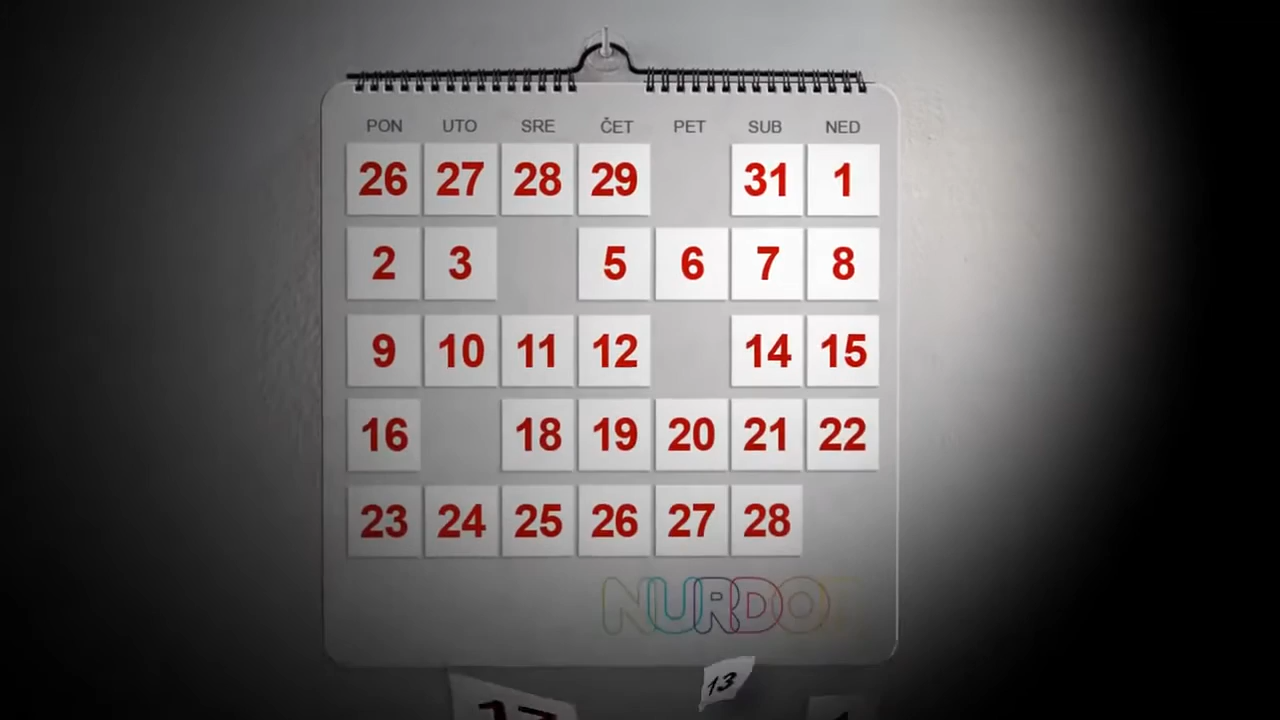 PON UTO SRE ČET PET SUB NED
26 27 28 29 31 1
2 3 5 6 7 8
9 10 11 12 14 15
16 18 19 20 21 22
23 24 25 26 27 28
NURDOR
13
17